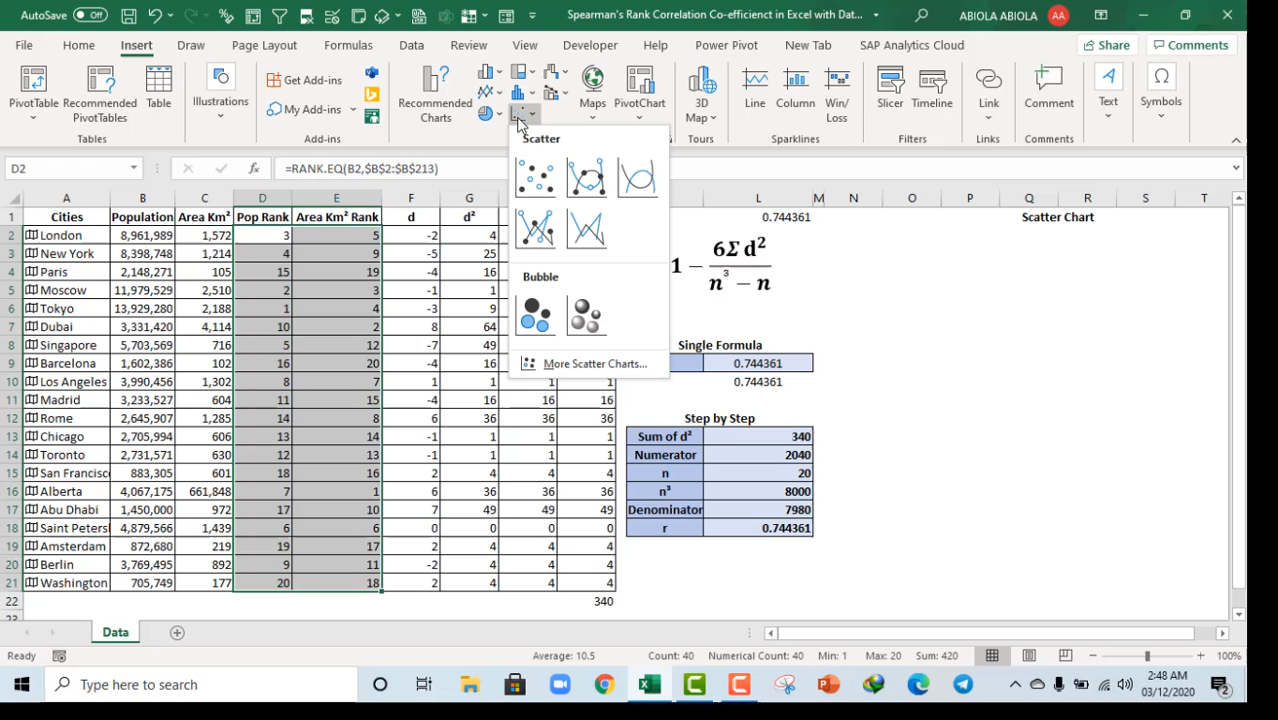 AutoSave Off
Spearman's Rank Correlation Co-efficienct in Excel with Dat...
ABIOLA ABIOLA AA
File Home Insert Draw Page Layout Formulas Data Review View Developer Help Power Pivot New Tab SAP Analytics Cloud Share Comments
PivotTable Recommended PivotTables Table
Illustrations
Get Add-ins
My Add-ins
Recommended Charts
Maps PivotChart
3D Map
Line Column Win/Loss
Slicer Timeline
Link
Comment
Text
Symbols
Tables Add-ins Tours Sparklines Filters Links Comments
D2 fx =RANK.EQ(B2,$B$2:$B$213)
Scatter
Bubble
More Scatter Charts...
A B C D E F G L M N O P Q R S T
1 Cities Population Area Km² Pop Rank Area Km² Rank d d² 0.744361 Scatter Chart
2 London 8,961,989 1,572 3 5 -2 4
3 New York 8,398,748 1,214 4 9 -5 25
4 Paris 2,148,271 105 15 19 -4 16
5 Moscow 11,979,529 2,510 2 3 -1 1
6 Tokyo 13,929,280 2,188 1 4 -3 9
7 Dubai 3,331,420 4,114 10 2 8 64
8 Singapore 5,703,569 716 5 12 -7 49
9 Barcelona 1,602,386 102 16 20 -4 16
10 Los Angeles 3,990,456 1,302 8 7 1 1 1 1
11 Madrid 3,233,527 604 11 15 -4 16 16 16
12 Rome 2,645,907 1,285 14 8 6 36 36 36
13 Chicago 2,705,994 606 13 14 -1 1 1 1
14 Toronto 2,731,571 630 12 13 -1 1 1 1
15 San Francisc 883,305 601 18 16 2 4 4 4
16 Alberta 4,067,175 661,848 7 1 6 36 36 36
17 Abu Dhabi 1,450,000 972 17 10 7 49 49 49
18 Saint Peters 4,879,566 1,439 6 6 0 0 0 0
19 Amsterdam 872,680 219 19 17 2 4 4 4
20 Berlin 3,769,495 892 9 11 -2 4 4 4
21 Washington 705,749 177 20 18 2 4 4 4
22 340
23
1 − 6Σ d² / n³ − n
Single Formula
0.744361
0.744361
Step by Step
Sum of d² 340
Numerator 2040
n 20
n³ 8000
Denominator 7980
r 0.744361
Data
Ready Average: 10.5 Count: 40 Numerical Count: 40 Min: 1 Max: 20 Sum: 420 100%
Type here to search
2:48 AM
03/12/2020
2